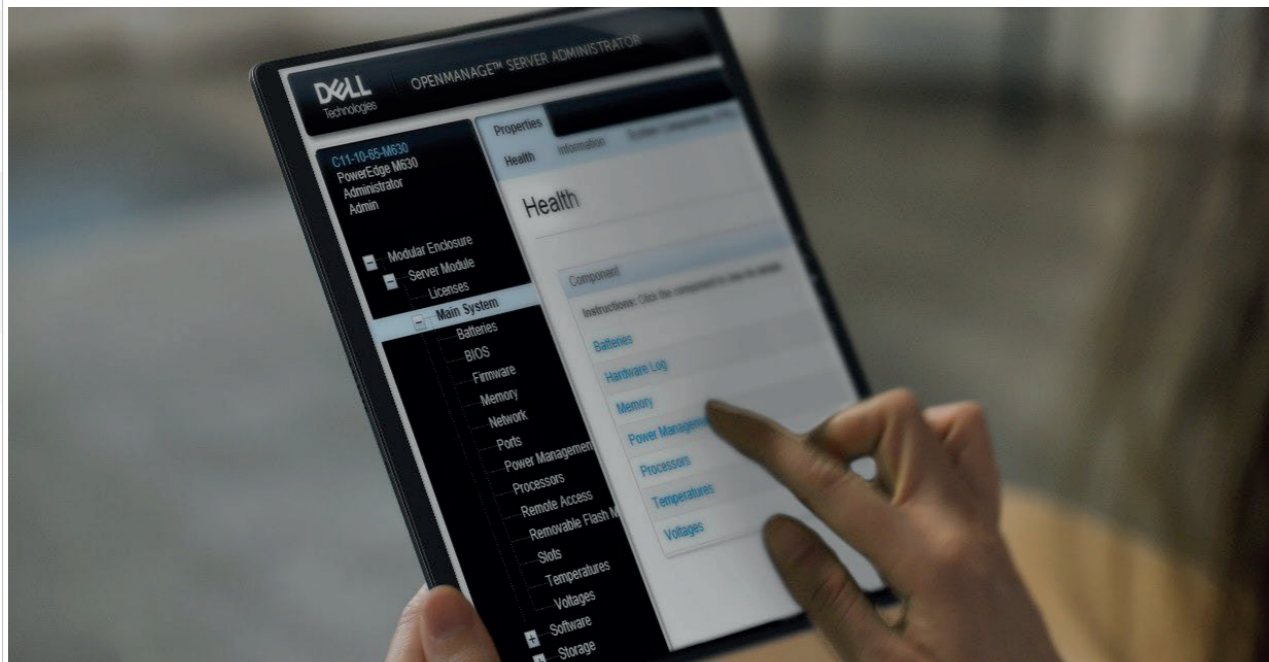 DELL
Technologies
OPENMANAGE™ SERVER ADMINISTRATOR
C11-10-65-M630
PowerEdge M630
Administrator
Admin
Modular Enclosure
Server Module
Licenses
Main System
Batteries
BIOS
Firmware
Memory
Network
Ports
Power Managemen
Processors
Remote Access
Removable Flash M
Slots
Temperatures
Voltages
Software
Storage
Properties
Health
Information
System Components
Health
Component
Instructions: Click the component to view its details
Batteries
Hardware Log
Memory
Power Managem
Processors
Temperatures
Voltages